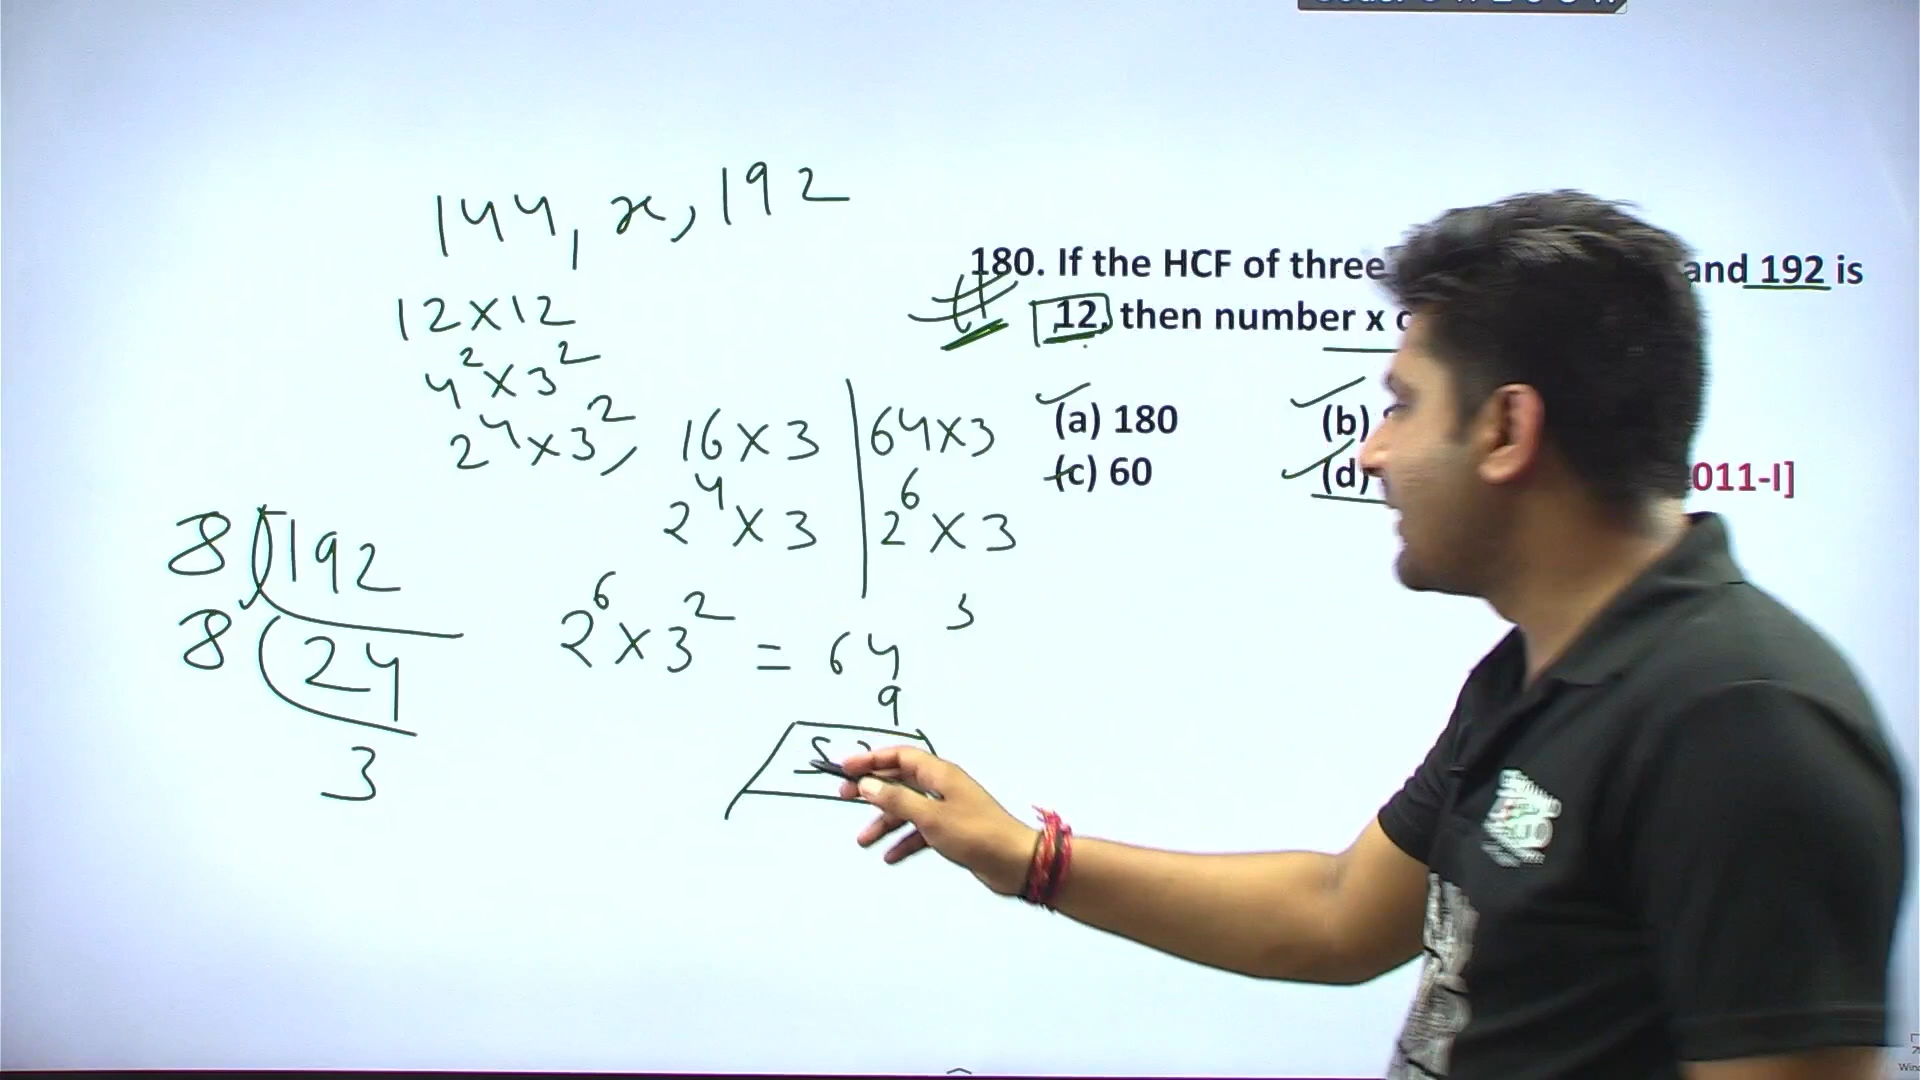 144, x, 192
12×12
4²×3²
2⁴×3², 16×3 | 64×3
2⁴×3 | 2⁶×3
8 192
8 24
3
2⁶×3² = 64
3
9
180. If the HCF of three and 192 is
12, then number x
(a) 180 (b)
(c) 60 (d) 011-I]